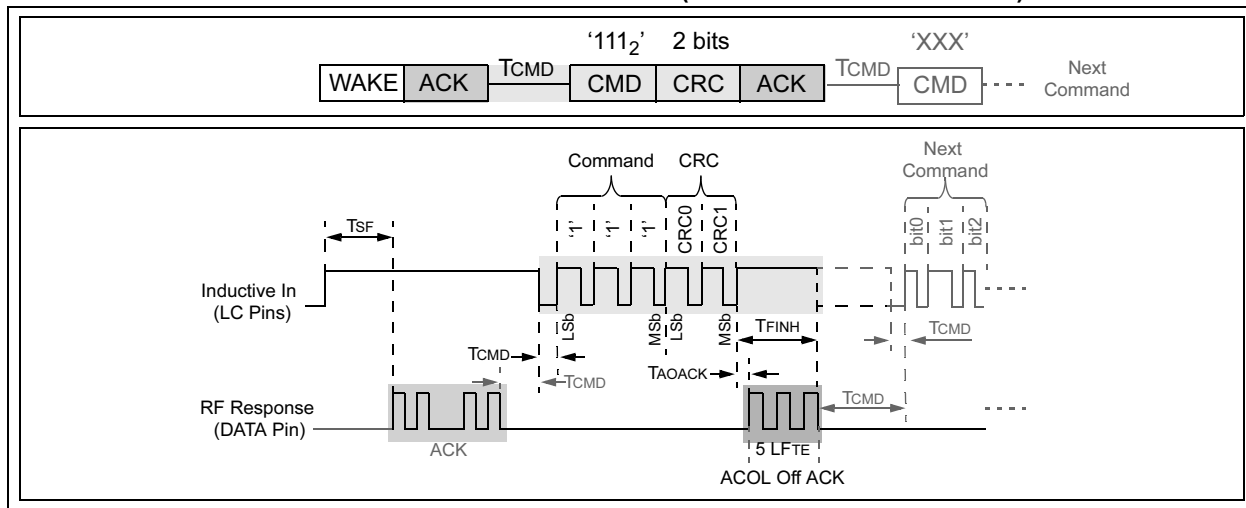 ‘111₂’ 2 bits ‘XXX’
WAKE ACK TCMD CMD CRC ACK TCMD CMD Next Command
Next
Command
Command CRC
TSF
‘1’ ‘1’ ‘1’ CRC0 CRC1
bit0 bit1 bit2
Inductive In
(LC Pins)
LSb MSb LSb MSb
TFINH
TCMD
TCMD
TCMD
TAOACK
TCMD
RF Response
(DATA Pin)
ACK
5 LFTE
ACOL Off ACK